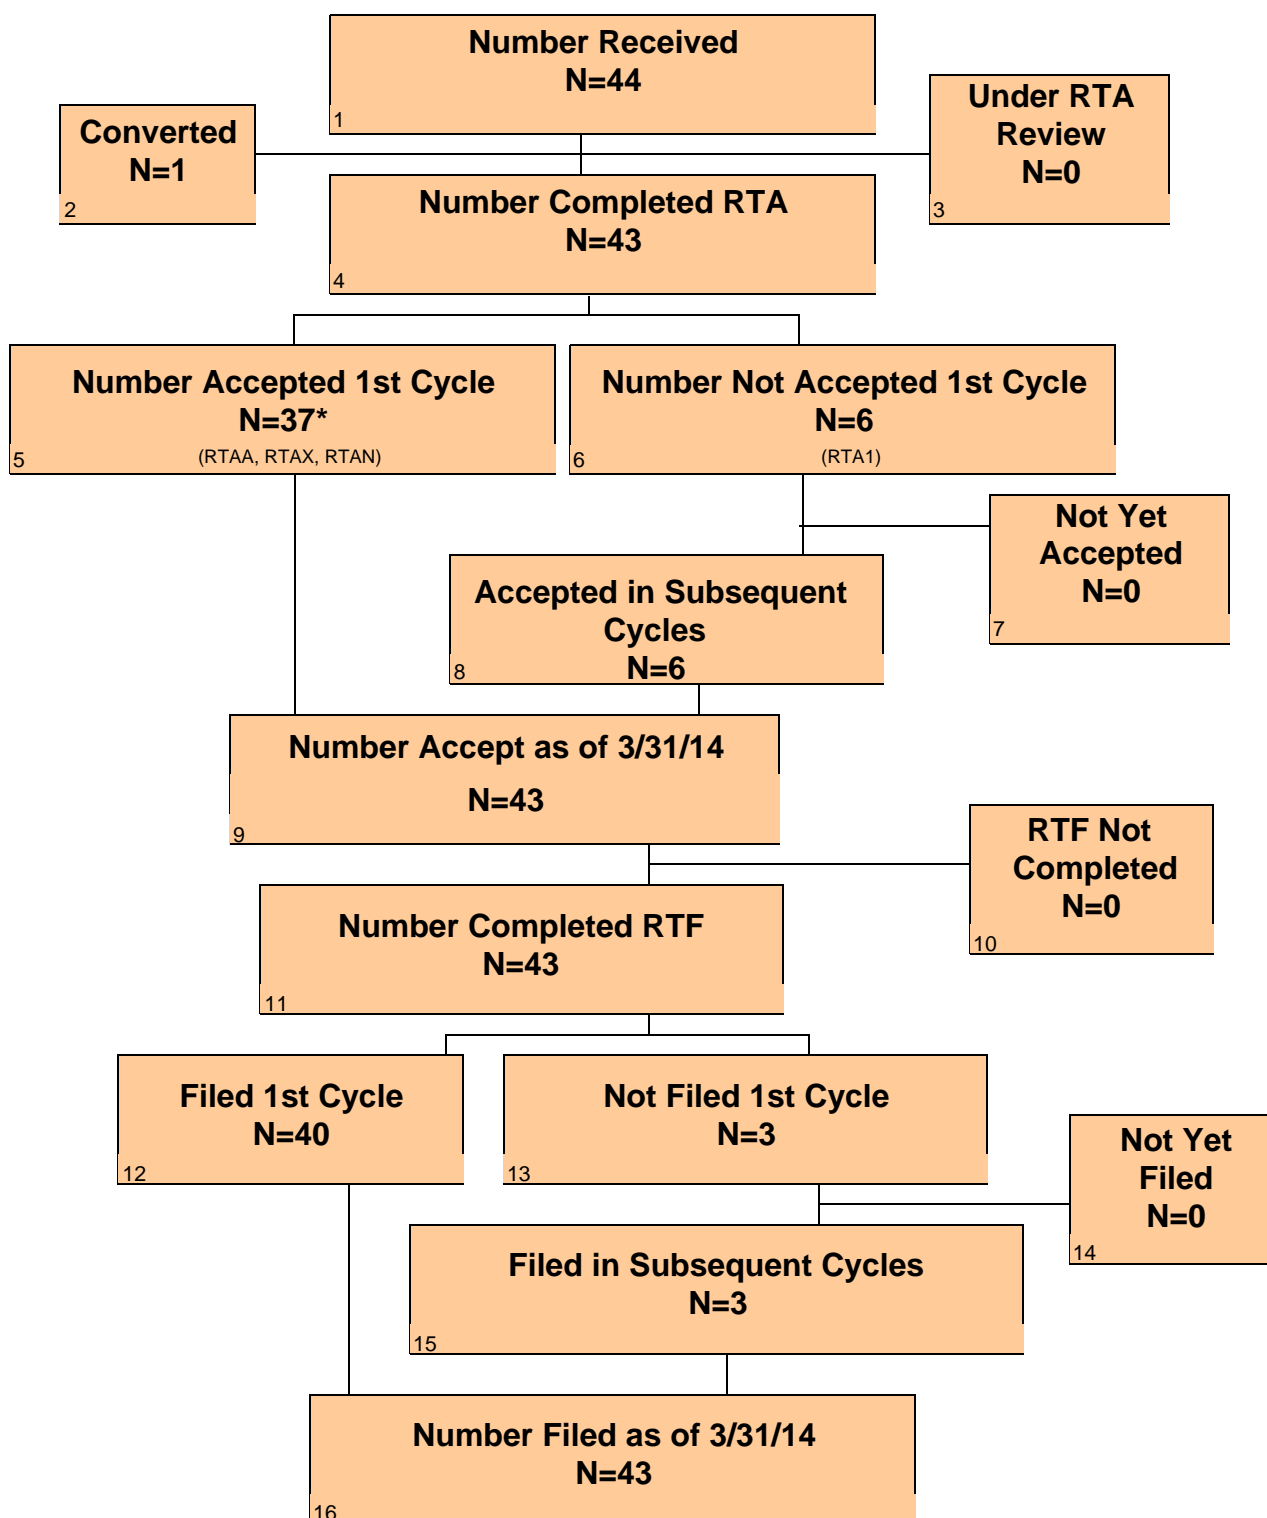 Number Received
N=44
1
Converted
N=1
2
Under RTA
Review
N=0
3
Number Completed RTA
N=43
4
Number Accepted 1st Cycle
N=37*
(RTAA, RTAX, RTAN)
5
Number Not Accepted 1st Cycle
N=6
(RTA1)
6
Not Yet
Accepted
N=0
7
Accepted in Subsequent
Cycles
N=6
8
Number Accept as of 3/31/14
N=43
9
RTF Not
Completed
N=0
10
Number Completed RTF
N=43
11
Filed 1st Cycle
N=40
12
Not Filed 1st Cycle
N=3
13
Not Yet
Filed
N=0
14
Filed in Subsequent Cycles
N=3
15
Number Filed as of 3/31/14
N=43
16